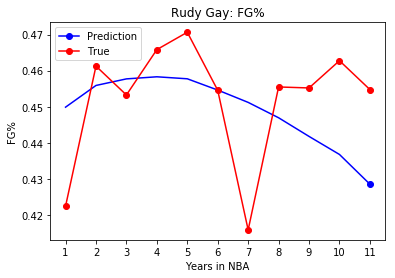 Rudy Gay: FG%
Prediction
True
FG%
0.47
0.46
0.45
0.44
0.43
0.42
1 2 3 4 5 6 7 8 9 10 11
Years in NBA